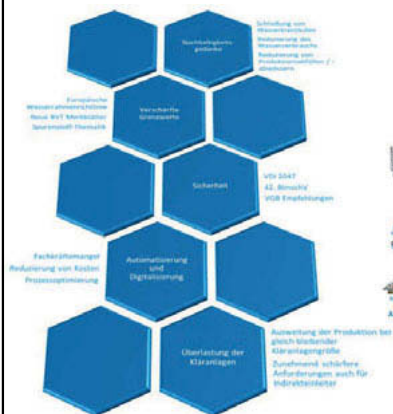 Nachhaltigkeits-
gedanke
Schließung von
Wasserkreisläufen
Reduzierung des
Wasserverbrauchs
Reduzierung von
Produktionsabfällen / -
abwässern
Europäische
Wasserrahmenrichtlinie
Neue BVT Merkblätter
Spurenstoff-Thematik
Verschärfte
Grenzwerte
Sicherheit
VDI 2047
42. BImSchV
VGB Empfehlungen
Fachkräftemangel
Reduzierung von Kosten
Prozessoptimierung
Automatisierung
und
Digitalisierung
Überlastung der
Kläranlagen
Ausweitung der Produktion bei
gleich bleibender
Kläranlagengröße
Zunehmend schärfere
Anforderungen auch für
Indirekteinleiter